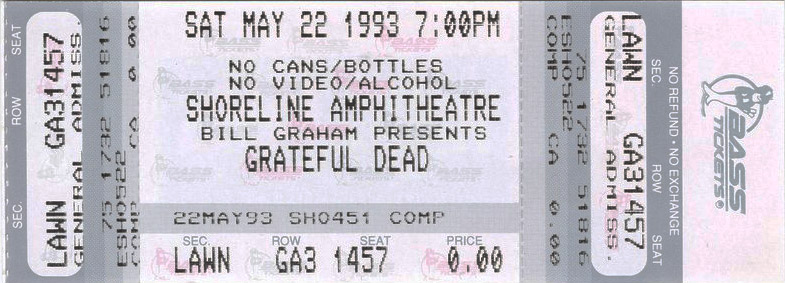 SEAT
ROW
SEC.
LAWN GA31457
GENERAL ADMISS.
75 1732 51816
ESH0522
COMP CA 0.00
SAT MAY 22 1993 7:00PM
NO CANS/BOTTLES
NO VIDEO/ALCOHOL
SHORELINE AMPHITHEATRE
BILL GRAHAM PRESENTS
GRATEFUL DEAD
22MAY93 SH0451 COMP
SEC. ROW SEAT PRICE
LAWN GA3 1457 0.00
ESH0522
COMP CA 0.00
75 1732 51816
LAWN GA31457
GENERAL ADMISS.
SEC. ROW SEAT
NO REFUND • NO EXCHANGE
BASS
TICKETS®